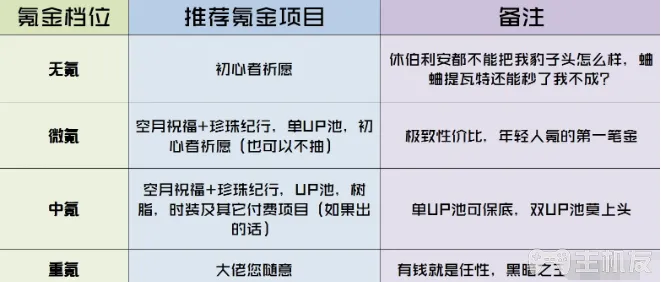 氪金档位
推荐氪金项目
备注
无氪
初心者祈愿
休伯利安都不能把我豹子头怎么样，蛐
蛐提瓦特还能秒了我不成？
微氪
空月祝福+珍珠纪行，单UP池，初
心者祈愿（也可以不抽）
极致性价比，年轻人氪的第一笔金
中氪
空月祝福+珍珠纪行，UP池，树
脂，时装及其它付费项目（如果出
的话）
单UP池可保底，双UP池莫上头
重氪
大佬您随意
有钱就是任性，黑暗之王
主机友